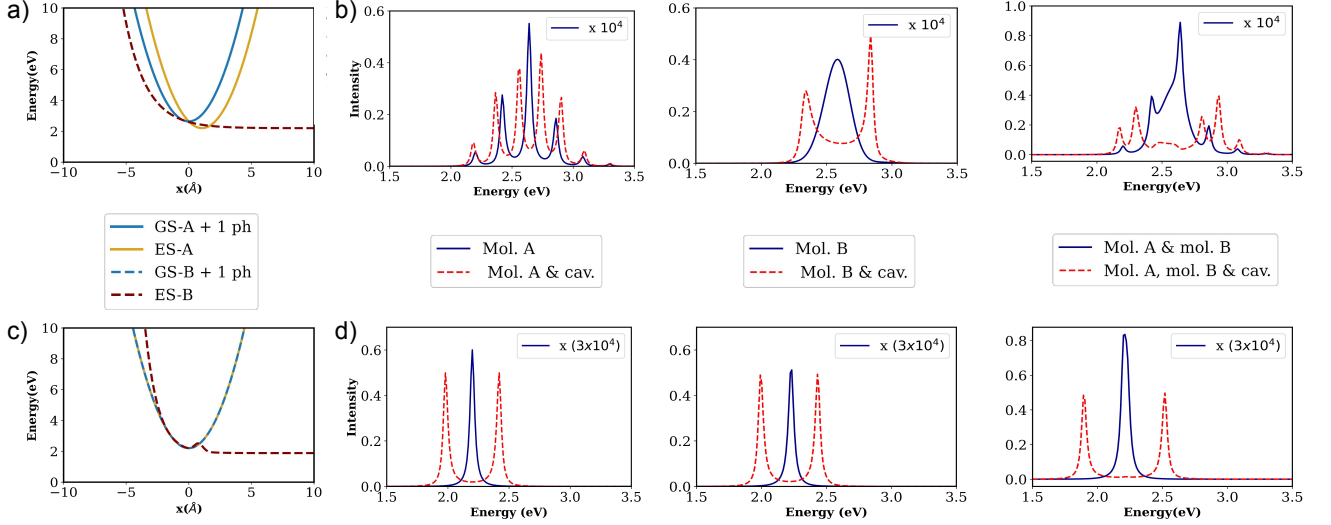 a)
10
8
6
4
2
0
Energy(eV)
−10 −5 0 5 10
x(Å)
b)
0.6
0.4
0.2
0.0
Intensity
x 10⁴
1.5 2.0 2.5 3.0 3.5
Energy (eV)
0.6
0.4
0.2
0.0
x 10⁴
1.5 2.0 2.5 3.0 3.5
Energy (eV)
1.0
0.8
0.6
0.4
0.2
0.0
x 10⁴
1.5 2.0 2.5 3.0 3.5
Energy(eV)
GS-A + 1 ph
ES-A
GS-B + 1 ph
ES-B
Mol. A
Mol. A & cav.
Mol. B
Mol. B & cav.
Mol. A & mol. B
Mol. A, mol. B & cav.
c)
10
8
6
4
2
0
Energy(eV)
−10 −5 0 5 10
x(Å)
d)
0.6
0.4
0.2
0.0
Intensity
x (3x10⁴)
1.5 2.0 2.5 3.0 3.5
Energy (eV)
0.6
0.4
0.2
0.0
x (3x10⁴)
1.5 2.0 2.5 3.0 3.5
Energy (eV)
0.8
0.6
0.4
0.2
0.0
x (3x10⁴)
1.5 2.0 2.5 3.0 3.5
Energy(eV)